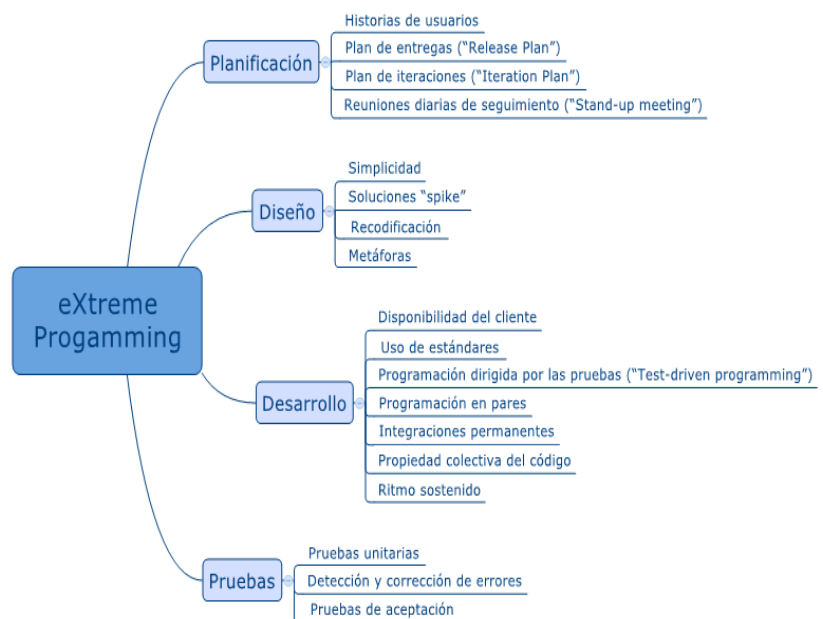 Historias de usuarios
Planificación
Plan de entregas (“Release Plan”)
Plan de iteraciones (“Iteration Plan”)
Reuniones diarias de seguimiento (“Stand-up meeting”)
Simplicidad
Diseño
Soluciones “spike”
Recodificación
Metáforas
eXtreme
Progamming
Disponibilidad del cliente
Uso de estándares
Programación dirigida por las pruebas (“Test-driven programming”)
Desarrollo
Programación en pares
Integraciones permanentes
Propiedad colectiva del código
Ritmo sostenido
Pruebas unitarias
Pruebas
Detección y corrección de errores
Pruebas de aceptación